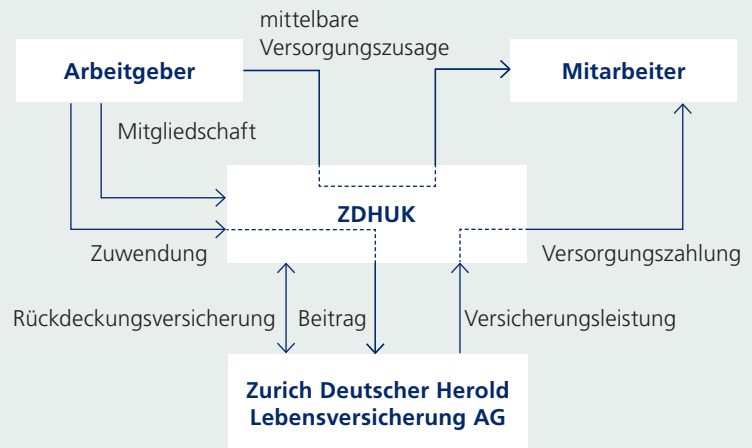 mittelbare
Versorgungszusage
Arbeitgeber
Mitarbeiter
Mitgliedschaft
ZDHUK
Zuwendung
Versorgungszahlung
Rückdeckungsversicherung
Beitrag
Versicherungsleistung
Zurich Deutscher Herold
Lebensversicherung AG